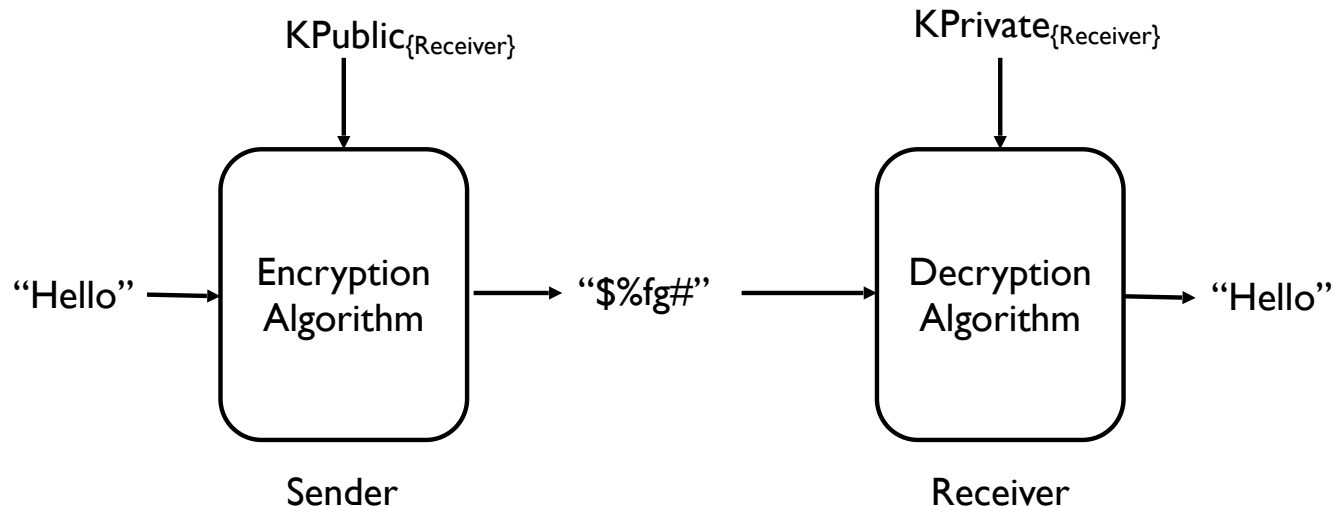 KPublic{Receiver}
KPrivate{Receiver}
“Hello”
Encryption
Algorithm
“$%fg#”
Decryption
Algorithm
“Hello”
Sender
Receiver